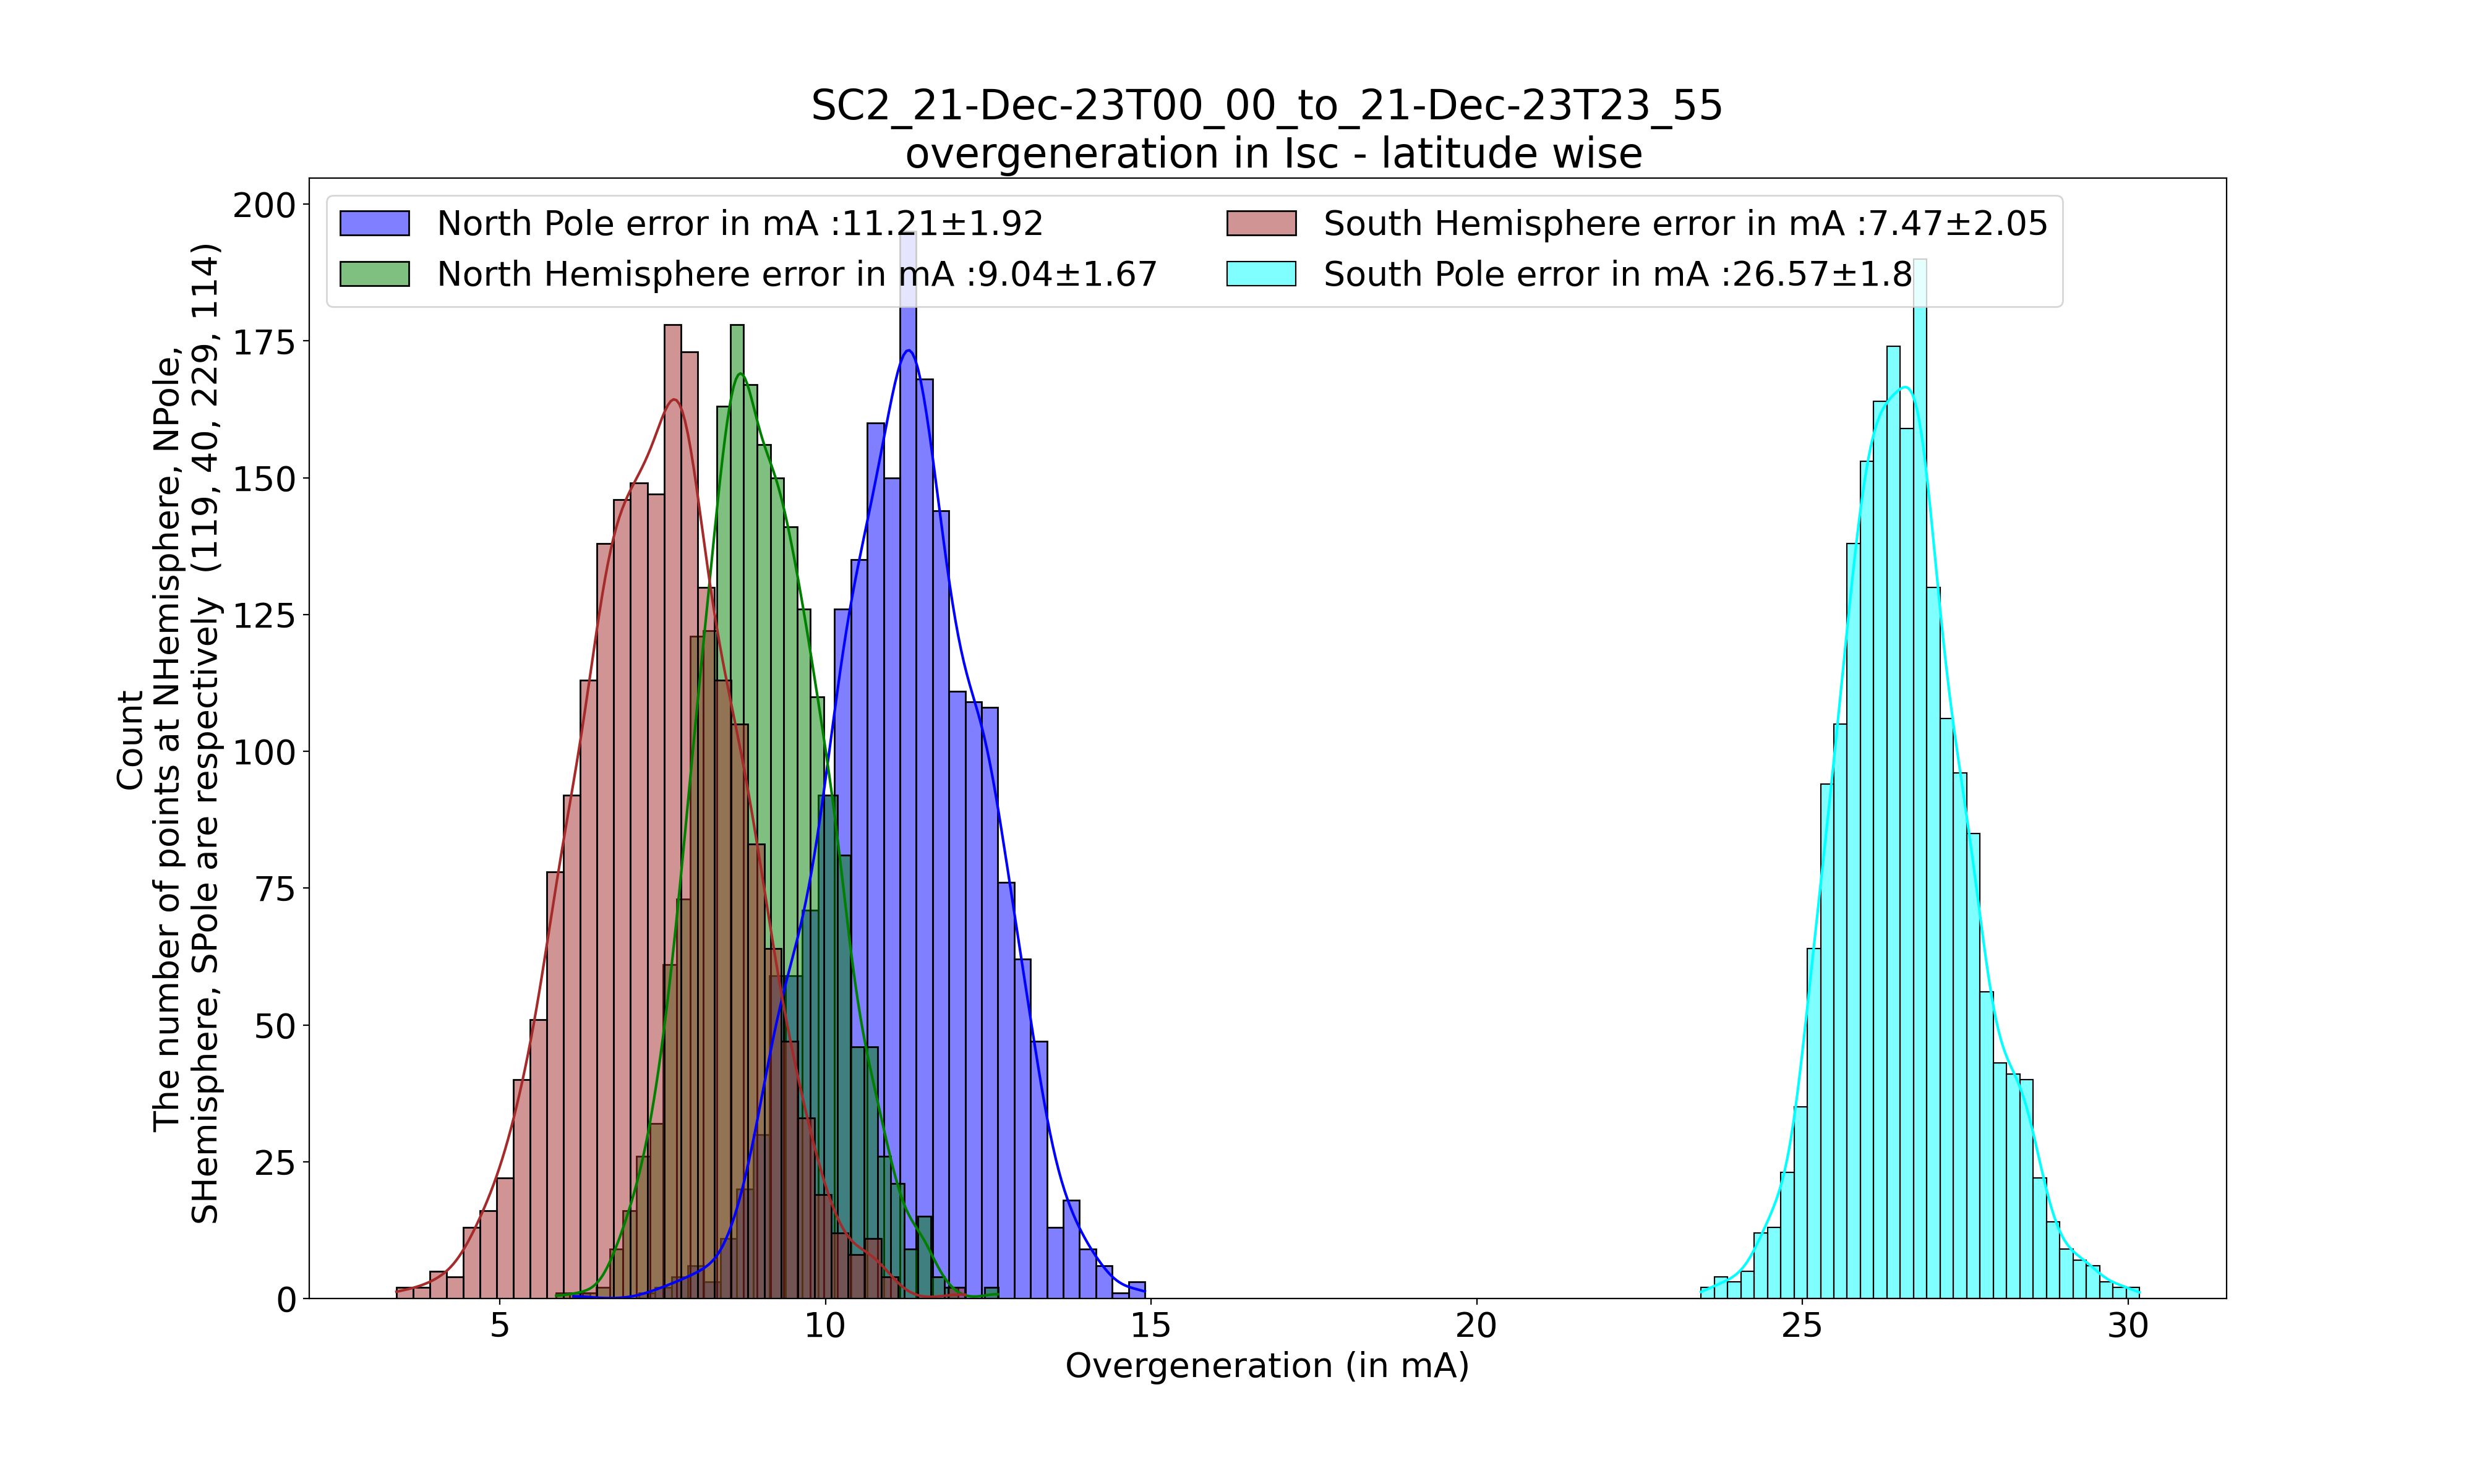 SC2_21-Dec-23T00_00_to_21-Dec-23T23_55
overgeneration in Isc - latitude wise
North Pole error in mA :11.21±1.92
North Hemisphere error in mA :9.04±1.67
South Hemisphere error in mA :7.47±2.05
South Pole error in mA :26.57±1.8
Count
The number of points at NHemisphere, NPole,
SHemisphere, SPole are respectively (119, 40, 229, 114)
200
175
150
125
100
75
50
25
0
5
10
15
20
25
30
Overgeneration (in mA)